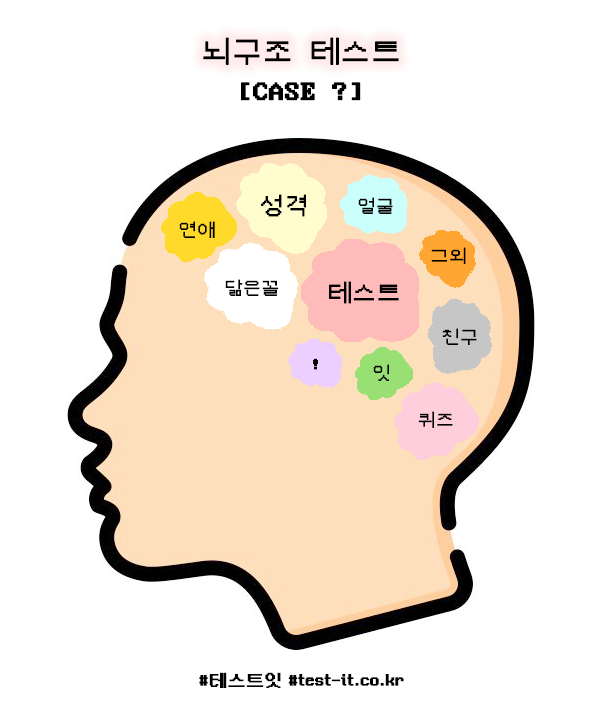 뇌구조 테스트
[CASE ?]
성격
얼굴
연애
그외
닮은꼴
테스트
친구
!
잇
퀴즈
#테스트잇 #test-it.co.kr